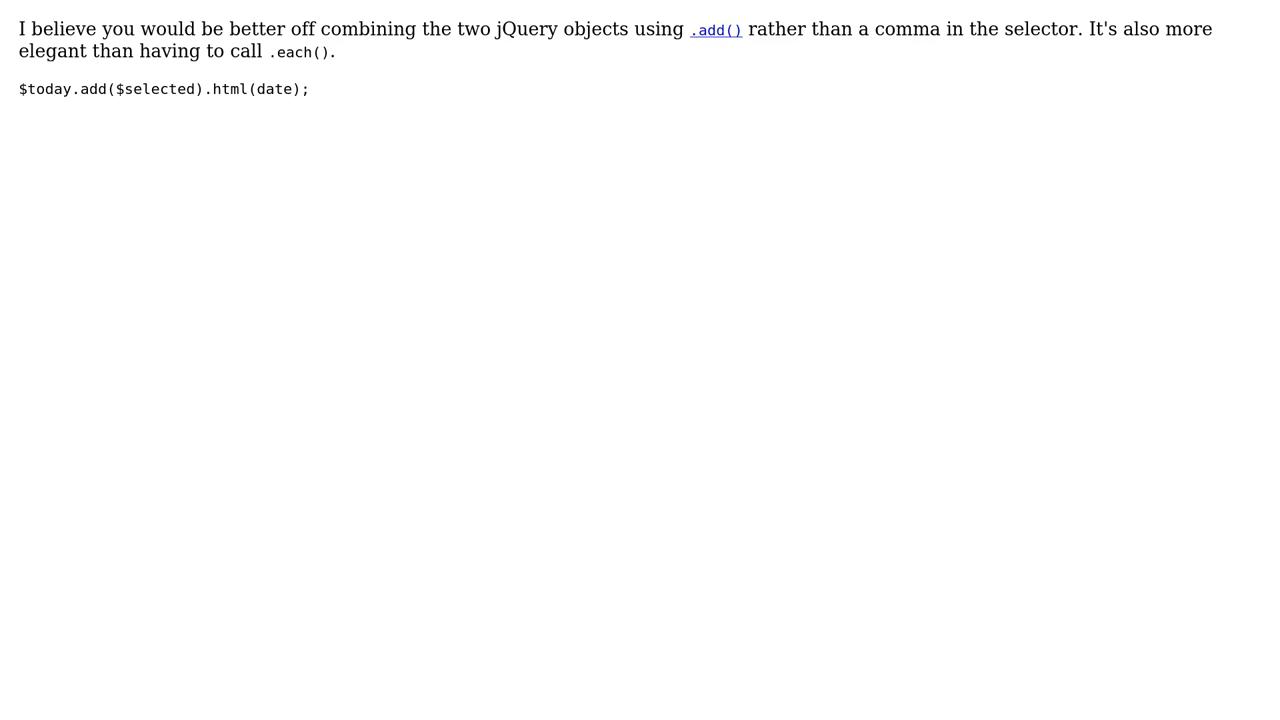 I believe you would be better off combining the two jQuery objects using .add() rather than a comma in the selector. It's also more
elegant than having to call .each().
$today.add($selected).html(date);